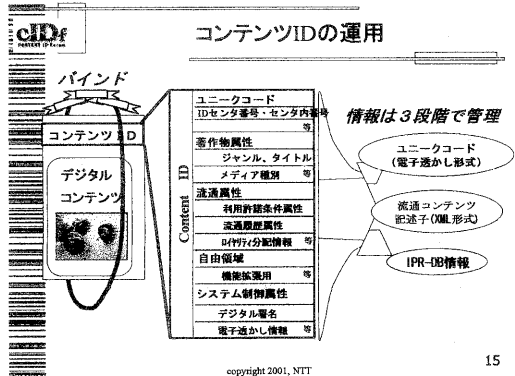 cIDf
CONTENT ID Forum
コンテンツIDの運用
バインド
コンテンツID
デジタル
コンテンツ
Content ID
ユニークコード
IDセンタ番号・センタ内番号
等
著作物属性
ジャンル、タイトル
メディア種別 等
流通属性
利用許諾条件属性
流通履歴属性
ロイヤリティ分配情報 等
自由領域
機能拡張用 等
システム制御属性
デジタル署名
電子透かし情報 等
情報は３段階で管理
ユニークコード
(電子透かし形式)
流通コンテンツ
記述子(XML形式)
IPR-DB情報
copyright 2001, NTT
15